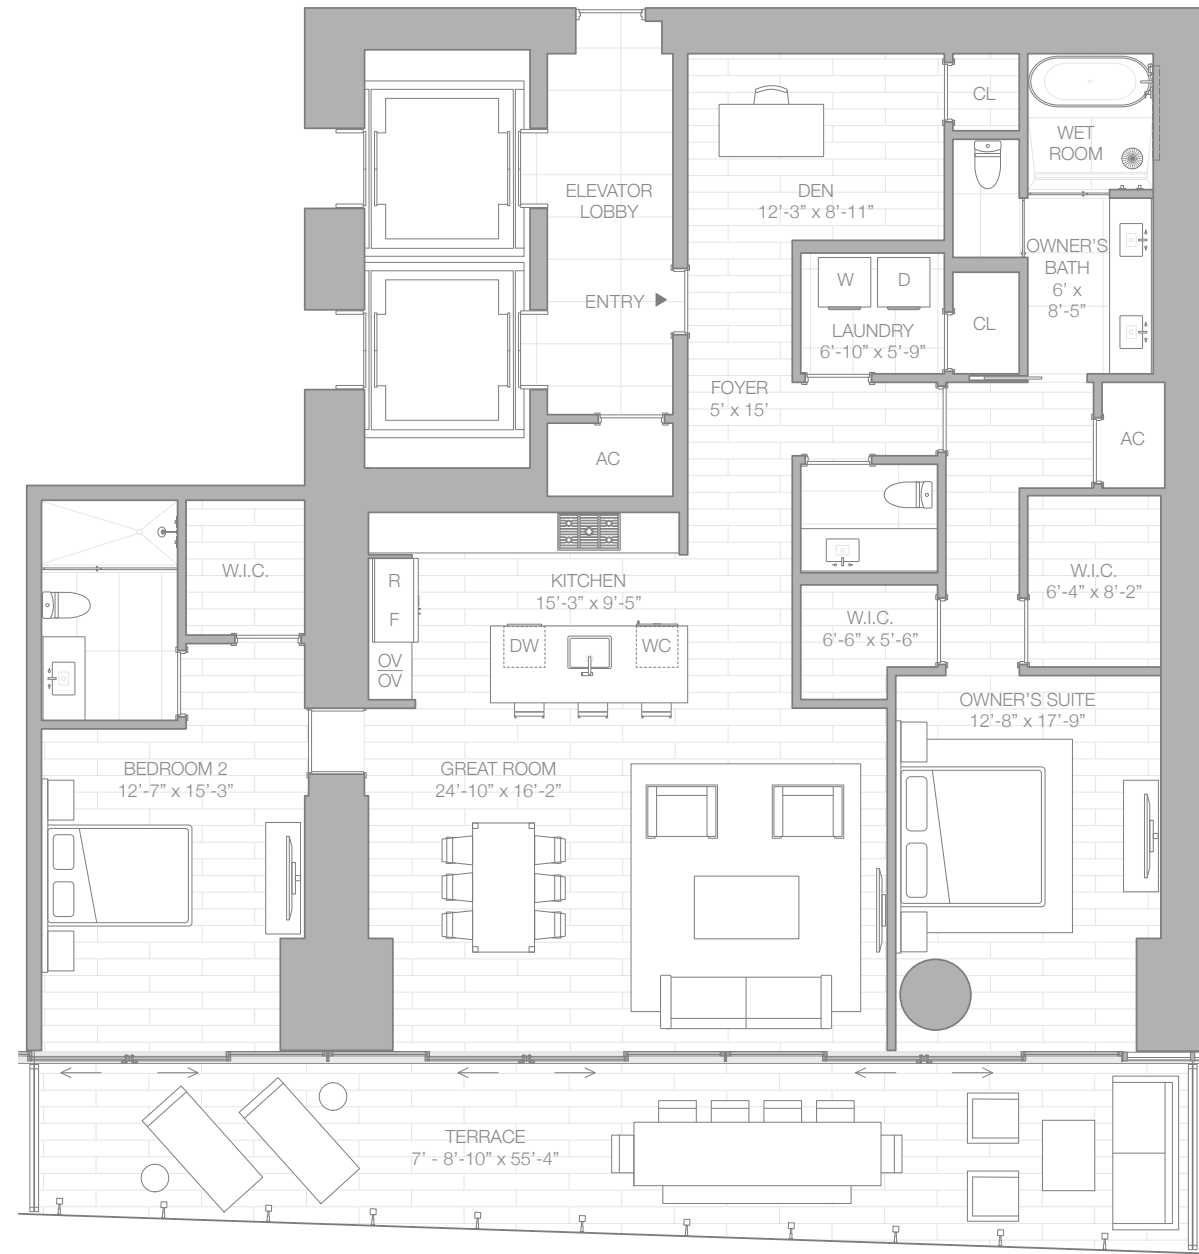 CL
WET
ROOM
ELEVATOR
LOBBY
DEN
12'-3" x 8'-11"
OWNER'S
BATH
6' x
8'-5"
W
D
ENTRY
CL
LAUNDRY
6'-10" x 5'-9"
FOYER
5' x 15'
AC
AC
W.I.C.
KITCHEN
15'-3" x 9'-5"
R
F
W.I.C.
6'-4" x 8'-2"
W.I.C.
6'-6" x 5'-6"
DW
WC
OV
OV
OWNER'S SUITE
12'-8" x 17'-9"
BEDROOM 2
12'-7" x 15'-3"
GREAT ROOM
24'-10" x 16'-2"
TERRACE
7' - 8'-10" x 55'-4"